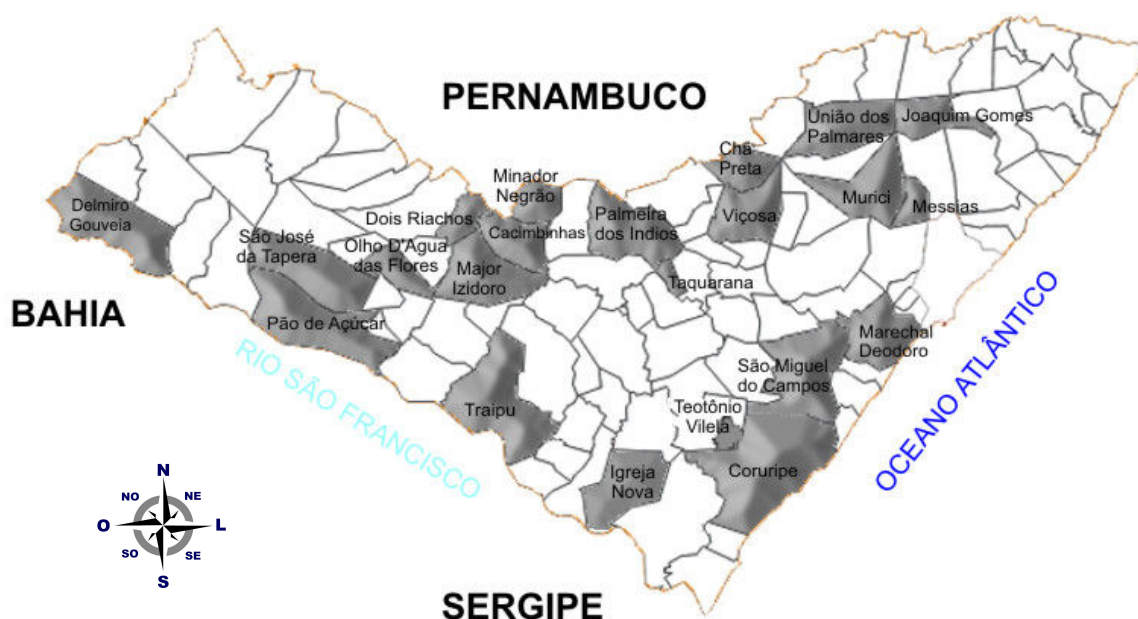 PERNAMBUCO
União dos
Palmares
Joaquim Gomes
Chã
Preta
Minador
Negrão
Delmiro
Gouveia
Dois Riachos
Palmeira
dos Indios
Viçosa
Murici
Messias
São José
da Tapera
Olho D'Agua
das Flores
Cacimbinhas
Major
Izidoro
Taquarana
BAHIA
Pão de Açúcar
Marechal
Deodoro
RIO SÃO FRANCISCO
São Miguel
do Campos
OCEANO ATLÂNTICO
Traipu
Teotônio
Vilela
Igreja
Nova
Coruripe
N
NO
NE
O
L
SO
SE
S
SERGIPE